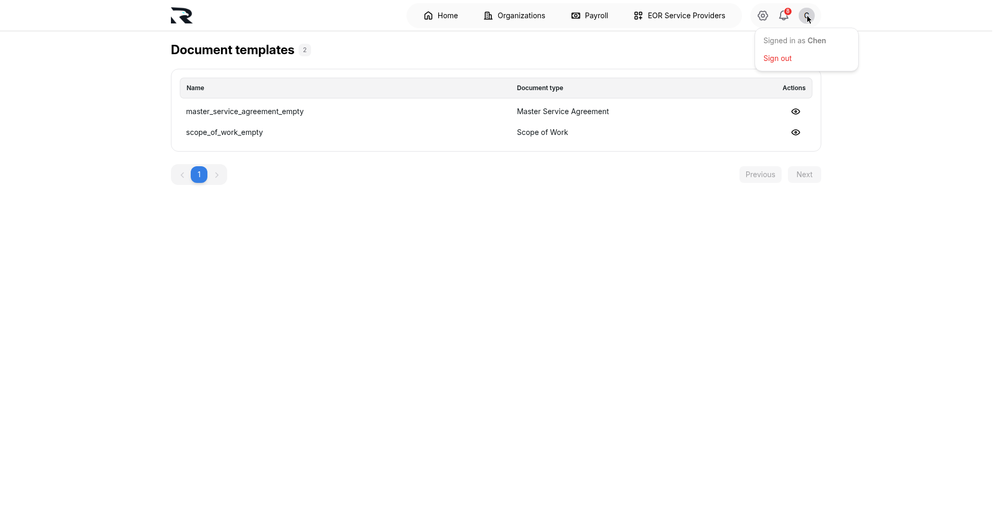 Home
Organizations
Payroll
EOR Service Providers
8
Signed in as Chen
Sign out
Document templates 2
Name Document type Actions
master_service_agreement_empty Master Service Agreement
scope_of_work_empty Scope of Work
1
Previous
Next